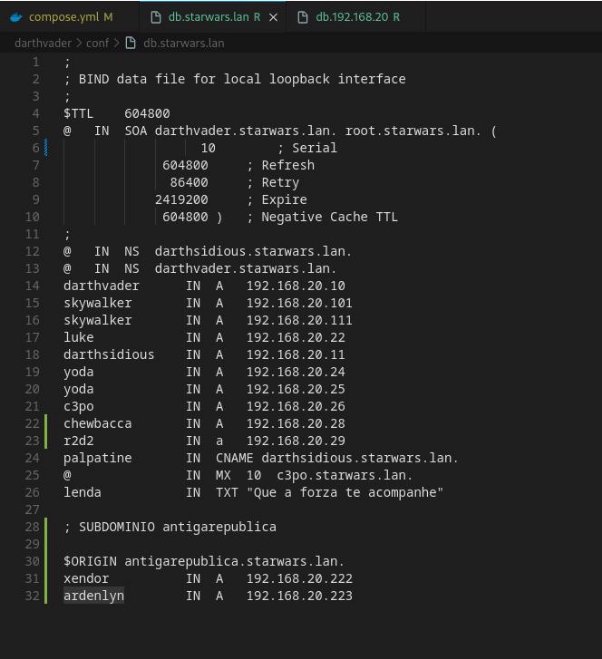 compose.yml M
db.starwars.lan R
db.192.168.20 R
darthvader > conf > db.starwars.lan
1 ;
2 ; BIND data file for local loopback interface
3 ;
4 $TTL 604800
5 @ IN SOA darthvader.starwars.lan. root.starwars.lan. (
6 10 ; Serial
7 604800 ; Refresh
8 86400 ; Retry
9 2419200 ; Expire
10 604800 ) ; Negative Cache TTL
11 ;
12 @ IN NS darthsidious.starwars.lan.
13 @ IN NS darthvader.starwars.lan.
14 darthvader IN A 192.168.20.10
15 skywalker IN A 192.168.20.101
16 skywalker IN A 192.168.20.111
17 luke IN A 192.168.20.22
18 darthsidious IN A 192.168.20.11
19 yoda IN A 192.168.20.24
20 yoda IN A 192.168.20.25
21 c3po IN A 192.168.20.26
22 chewbacca IN A 192.168.20.28
23 r2d2 IN a 192.168.20.29
24 palpatine IN CNAME darthsidious.starwars.lan.
25 @ IN MX 10 c3po.starwars.lan.
26 lenda IN TXT "Que a forza te acompanhe"
27
28 ; SUBDOMINIO antigarepublica
29
30 $ORIGIN antigarepublica.starwars.lan.
31 xendor IN A 192.168.20.222
32 ardenlyn IN A 192.168.20.223